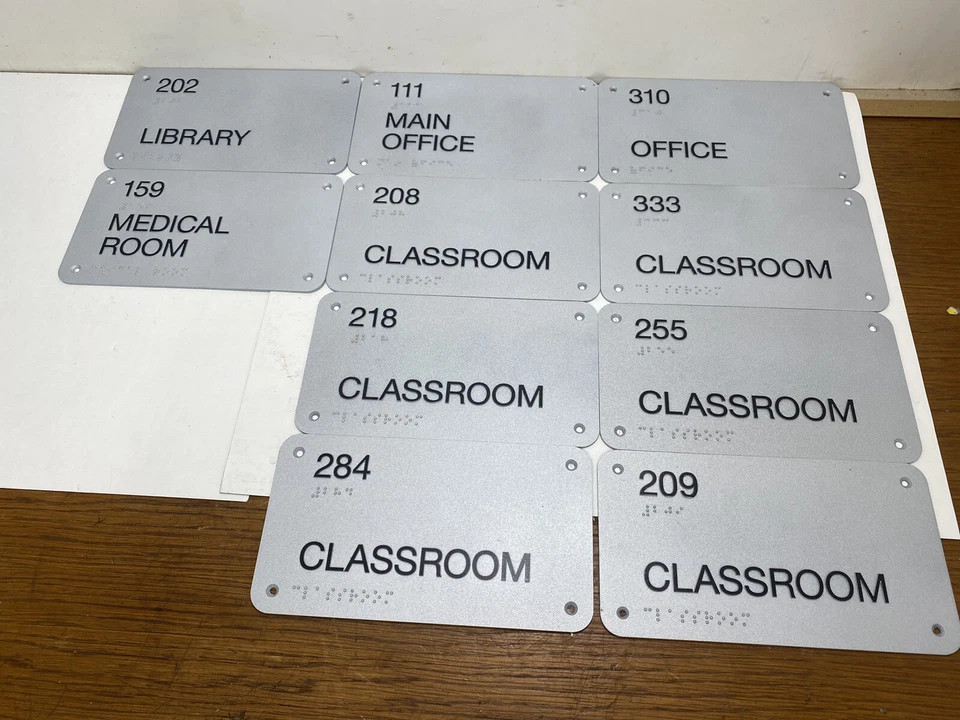 202
LIBRARY
111
MAIN
OFFICE
310
OFFICE
159
MEDICAL
ROOM
208
CLASSROOM
333
CLASSROOM
218
CLASSROOM
255
CLASSROOM
284
CLASSROOM
209
CLASSROOM